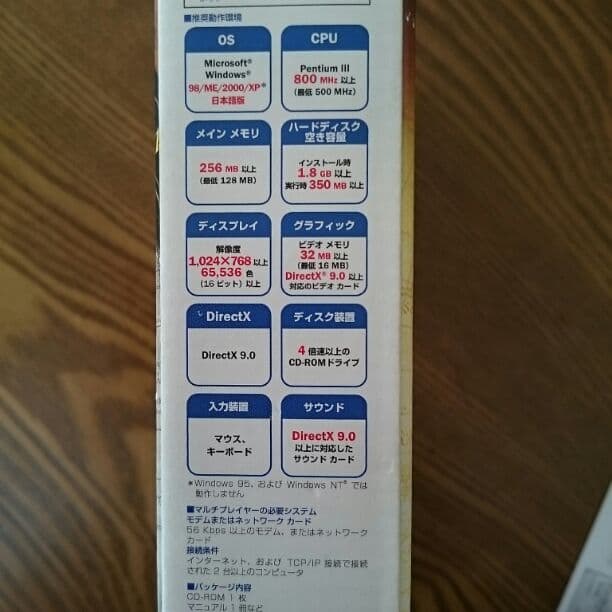 ■推奨動作環境
OS
Microsoft®
Windows®
98/ME/2000/XP*
日本語版
CPU
Pentium III
800 MHz 以上
(最低 500 MHz)
メイン メモリ
256 MB 以上
(最低 128 MB)
ハードディスク
空き容量
インストール時
1.8 GB 以上
実行時 350 MB 以上
ディスプレイ
解像度
1,024×768 以上
65,536 色
(16 ビット) 以上
グラフィック
ビデオ メモリ
32 MB 以上
(最低 16 MB)
DirectX® 9.0 以上
対応のビデオ カード
DirectX
DirectX 9.0
ディスク装置
4 倍速以上の
CD-ROMドライブ
入力装置
マウス、
キーボード
サウンド
DirectX 9.0
以上に対応した
サウンド カード
*Windows 95、および Windows NT® では
動作しません
■マルチプレイヤーの必要システム
モデムまたはネットワーク カード
56 Kbps 以上のモデム、またはネットワーク
カード
接続条件
インターネット、および TCP/IP 接続で接続
された 2 台以上のコンピュータ
■パッケージ内容
CD-ROM 1 枚
マニュアル 1 冊など